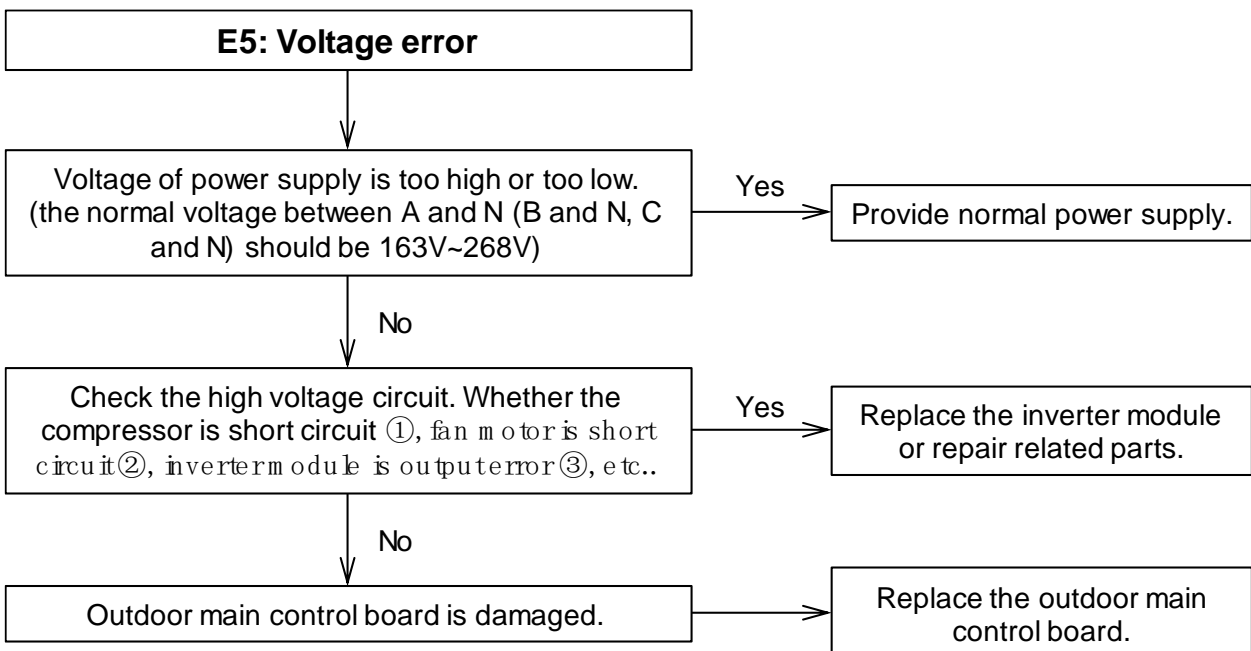 E5: Voltage error
Voltage of power supply is too high or too low.
(the normal voltage between A and N (B and N, C
and N) should be 163V~268V)
Yes
Provide normal power supply.
No
Check the high voltage circuit. Whether the
compressor is short circuit ①, fan motor is short
circuit②, inverter module is output error③, etc..
Yes
Replace the inverter module
or repair related parts.
No
Outdoor main control board is damaged.
Replace the outdoor main
control board.